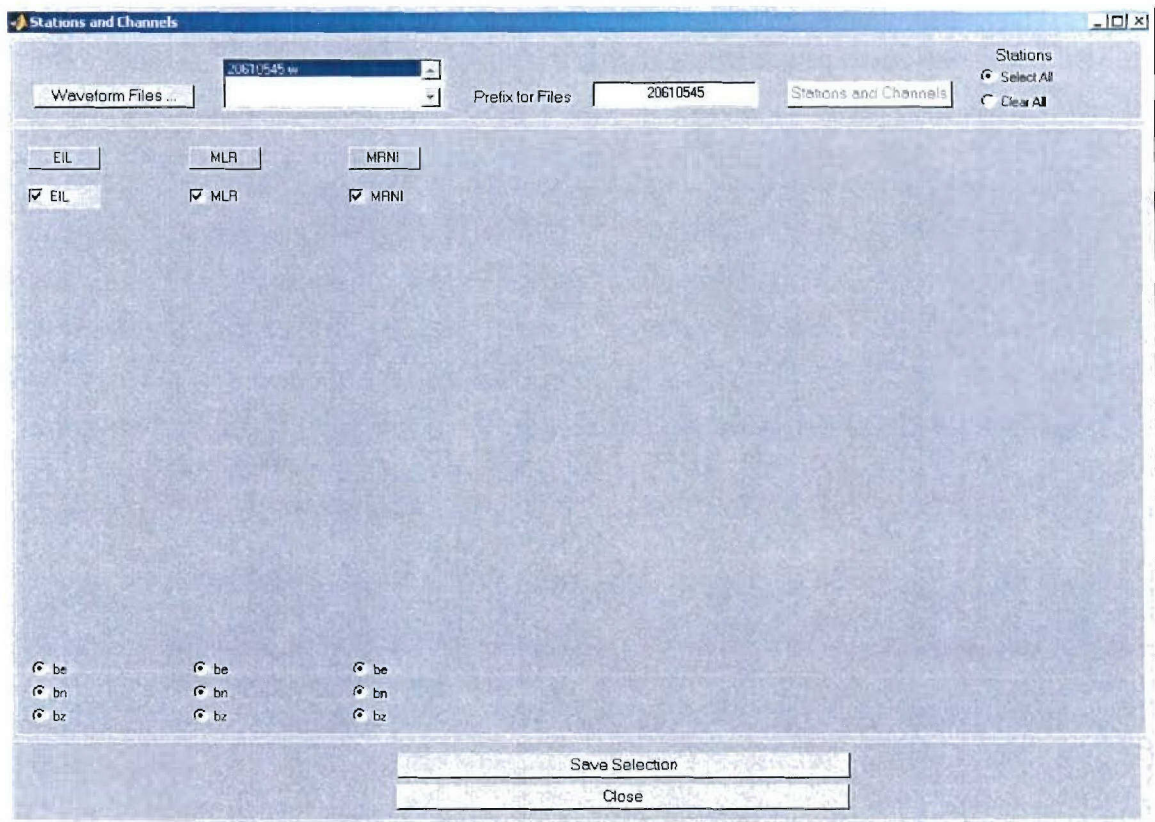 Stations and Channels
Stations
20610545.w
Select All
Waveform Files ...
Prefix for Files
20610545
Stations and Channels
Clear All
EIL
MLR
MRNI
EIL
MLR
MRNI
be
be
be
bn
bn
bn
bz
bz
bz
Save Selection
Close